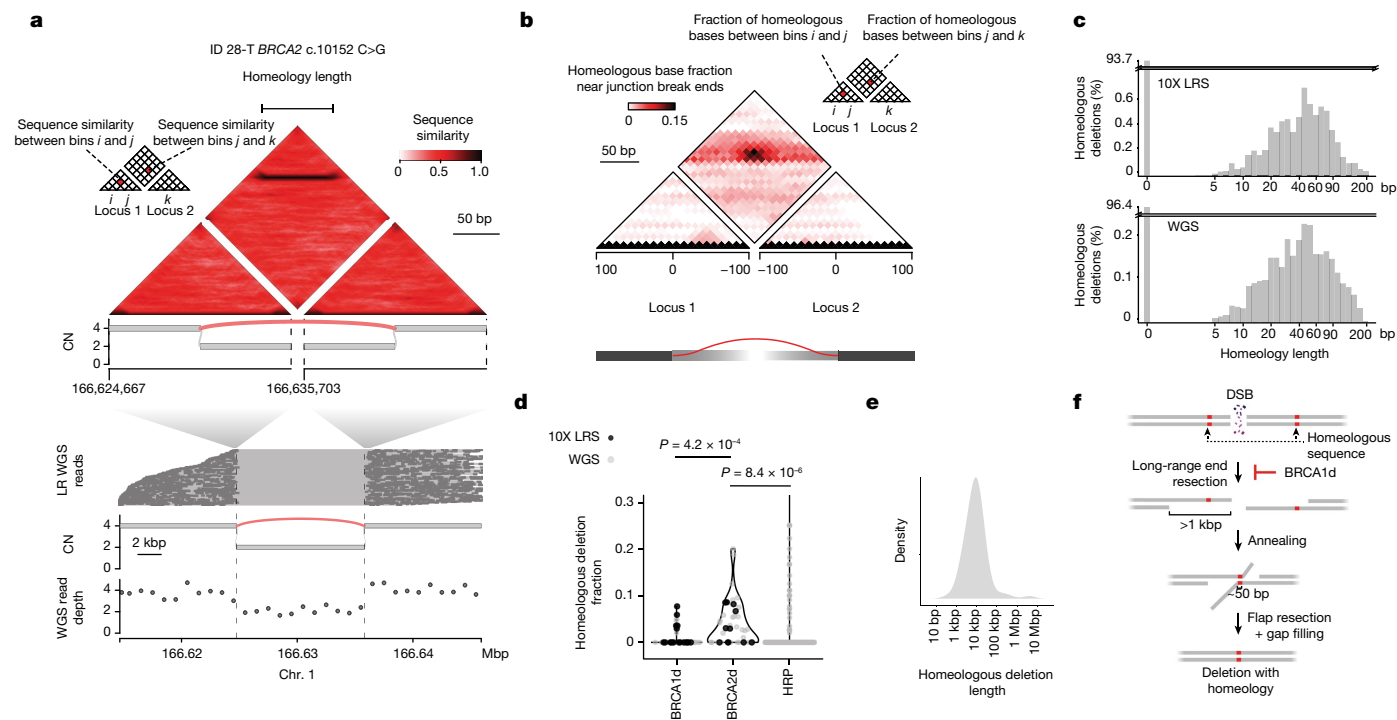 a
ID 28-T BRCA2 c.10152 C>G
Homeology length
Sequence similarity
between bins i and j
Sequence similarity
between bins j and k
Sequence
similarity
0 0.5 1.0
i j k
Locus 1 Locus 2
50 bp
CN
4
2
0
166,624,667 166,635,703
LR WGS
reads
CN
4
2
0
2 kbp
WGS read
depth
4
2
0
166.62 166.63 166.64 Mbp
Chr. 1
b
Fraction of homeologous
bases between bins i and j
Fraction of homeologous
bases between bins j and k
Homeologous base fraction
near junction break ends
0 0.15
i j k
Locus 1 Locus 2
50 bp
100 0 −100 −100 0 100
Locus 1 Locus 2
c
93.7
10X LRS
Homeologous
deletions (%)
0.6
0.4
0.2
0
0 5 10 20 40 60 90 200 bp
96.4
WGS
Homeologous
deletions (%)
0.2
0.1
0
0 5 10 20 40 60 90 200 bp
Homeology length
d
10X LRS
WGS
P = 4.2 × 10⁻⁴
P = 8.4 × 10⁻⁶
Homeologous deletion
fraction
0.3
0.2
0.1
0
BRCA1d
BRCA2d
HRP
e
Density
10 bp
1 kbp
10 kbp
100 kbp
1 Mbp
10 Mbp
Homeologous deletion
length
f
DSB
Homeologous
sequence
Long-range end
resection
BRCA1d
>1 kbp
Annealing
~50 bp
Flap resection
+ gap filling
Deletion with
homeology